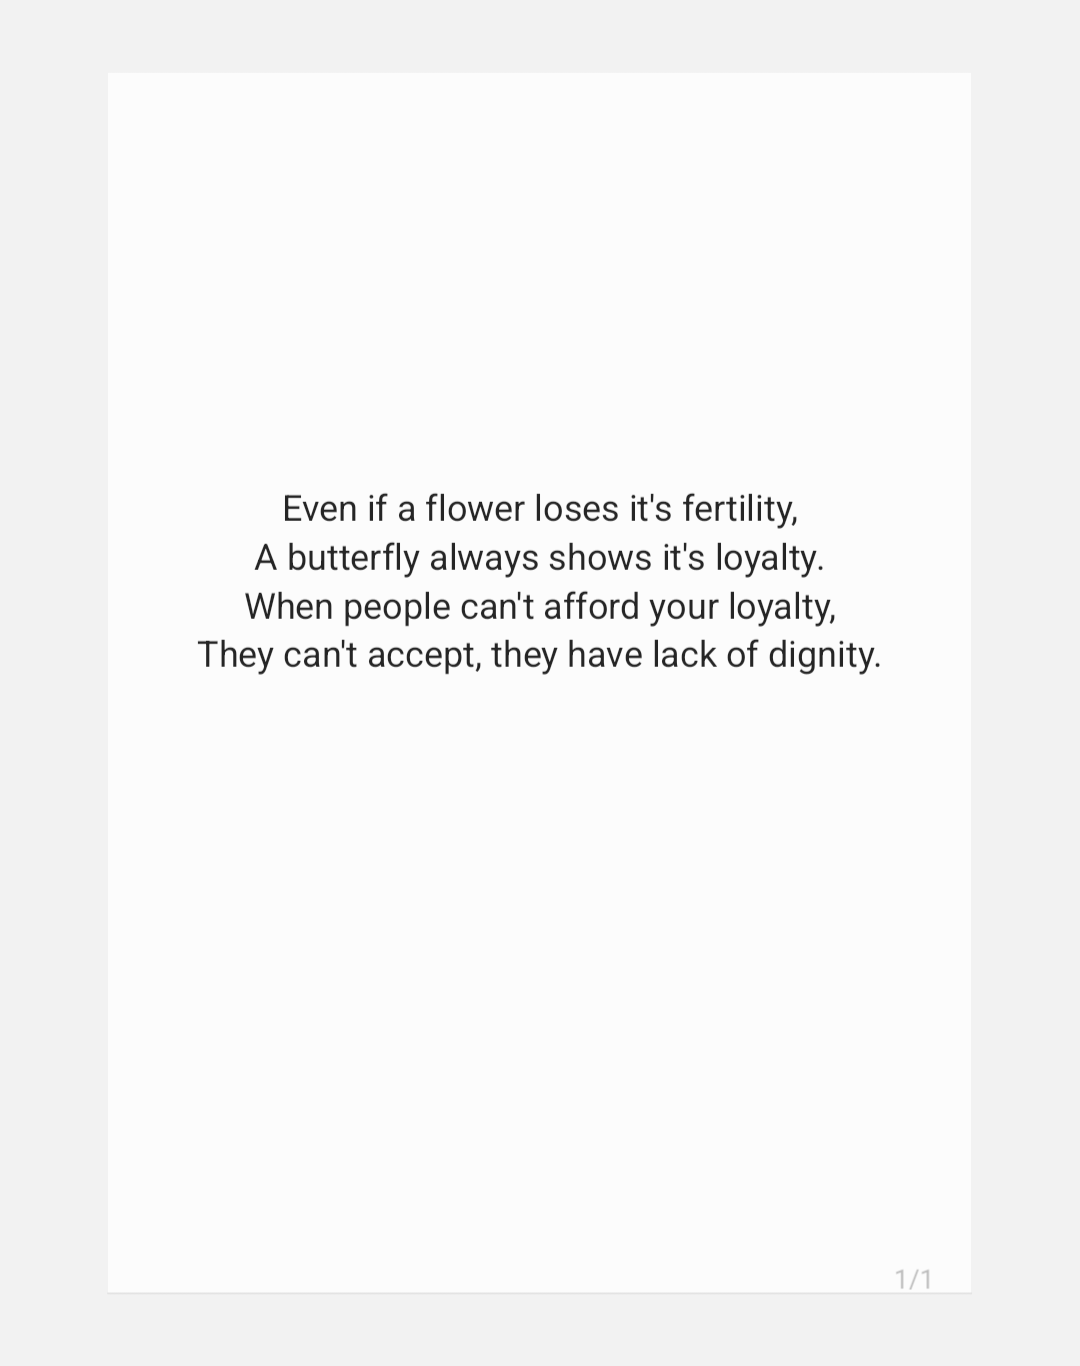 Even if a flower loses it's fertility,
A butterfly always shows it's loyalty.
When people can't afford your loyalty,
They can't accept, they have lack of dignity.
1/1